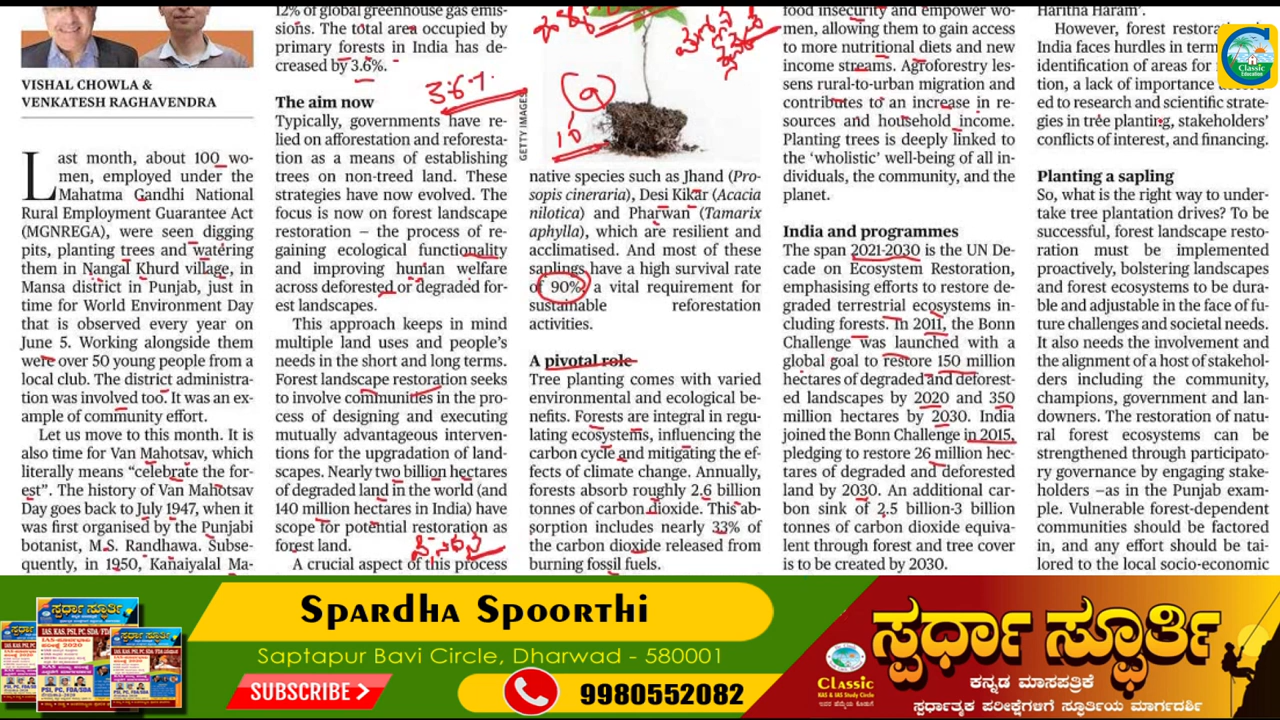 VISHAL CHOWLA &
VENKATESH RAGHAVENDRA
Last month, about 100 wo-
men, employed under the
Mahatma Gandhi National
Rural Employment Guarantee Act
(MGNREGA), were seen digging
pits, planting trees and watering
them in Nangal Khurd village, in
Mansa district in Punjab, just in
time for World Environment Day
that is observed every year on
June 5. Working alongside them
were over 50 young people from a
local club. The district administra-
tion was involved too. It was an ex-
ample of community effort.
Let us move to this month. It is
also time for Van Mahotsav, which
literally means “celebrate the for-
est”. The history of Van Mahotsav
Day goes back to July 1947, when it
was first organised by the Punjabi
botanist, M.S. Randhawa. Subse-
quently, in 1950, Kanaiyalal Ma-
12% of global greenhouse gas emis-
sions. The total area occupied by
primary forests in India has de-
creased by 3.6%.
3.6%
The aim now
Typically, governments have re-
lied on afforestation and reforesta-
tion as a means of establishing
trees on non-treed land. These
strategies have now evolved. The
focus is now on forest landscape
restoration – the process of re-
gaining ecological functionality
and improving human welfare
across deforested or degraded for-
est landscapes.
This approach keeps in mind
multiple land uses and people’s
needs in the short and long terms.
Forest landscape restoration seeks
to involve communities in the pro-
cess of designing and executing
mutually advantageous interven-
tions for the upgradation of land-
scapes. Nearly two billion hectares
of degraded land in the world (and
140 million hectares in India) have
scope for potential restoration as
forest land.
A crucial aspect of this process
9
10
GETTY IMAGES
native species such as Jhand (Pro-
sopis cineraria), Desi Kikar (Acacia
nilotica) and Pharwan (Tamarix
aphylla), which are resilient and
acclimatised. And most of these
saplings have a high survival rate
of 90%, a vital requirement for
sustainable reforestation
activities.
A pivotal role
Tree planting comes with varied
environmental and ecological be-
nefits. Forests are integral in regu-
lating ecosystems, influencing the
carbon cycle and mitigating the ef-
fects of climate change. Annually,
forests absorb roughly 2.6 billion
tonnes of carbon dioxide. This ab-
sorption includes nearly 33% of
the carbon dioxide released from
burning fossil fuels.
food insecurity and empower wo-
men, allowing them to gain access
to more nutritional diets and new
income streams. Agroforestry les-
sens rural-to-urban migration and
contributes to an increase in re-
sources and household income.
Planting trees is deeply linked to
the ‘wholistic’ well-being of all in-
dividuals, the community, and the
planet.
India and programmes
The span 2021-2030 is the UN De-
cade on Ecosystem Restoration,
emphasising efforts to restore de-
graded terrestrial ecosystems in-
cluding forests. In 2011, the Bonn
Challenge was launched with a
global goal to restore 150 million
hectares of degraded and deforest-
ed landscapes by 2020 and 350
million hectares by 2030. India
joined the Bonn Challenge in 2015,
pledging to restore 26 million hec-
tares of degraded and deforested
land by 2030. An additional car-
bon sink of 2.5 billion-3 billion
tonnes of carbon dioxide equiva-
lent through forest and tree cover
is to be created by 2030.
Haritha Haram’.
However, forest restora
India faces hurdles in term
identification of areas for
tion, a lack of importance
ed to research and scientific strate-
gies in tree planting, stakeholders’
conflicts of interest, and financing.
Planting a sapling
So, what is the right way to under-
take tree plantation drives? To be
successful, forest landscape resto-
ration must be implemented
proactively, bolstering landscapes
and forest ecosystems to be dura-
ble and adjustable in the face of fu-
ture challenges and societal needs.
It also needs the involvement and
the alignment of a host of stakehol-
ders including the community,
champions, government and lan-
downers. The restoration of natu-
ral forest ecosystems can be
strengthened through participato-
ry governance by engaging stake-
holders –as in the Punjab exam-
ple. Vulnerable forest-dependent
communities should be factored
in, and any effort should be tai-
lored to the local socio-economic
Classic
Education
ಸ್ಪರ್ಧಾ ಸ್ಫೂರ್ತಿ
Spardha Spoorthi
Saptapur Bavi Circle, Dharwad - 580001
SUBSCRIBE
9980552082
Classic
KAS & IAS Study Circle
ಸ್ಪರ್ಧಾ ಸ್ಫೂರ್ತಿ
ಕನ್ನಡ ಮಾಸಪತ್ರಿಕೆ
ಸ್ಪರ್ಧಾತ್ಮಕ ಪರೀಕ್ಷೆಗಳಿಗೆ ಸ್ಫೂರ್ತಿಯ ಮಾರ್ಗದರ್ಶಿ